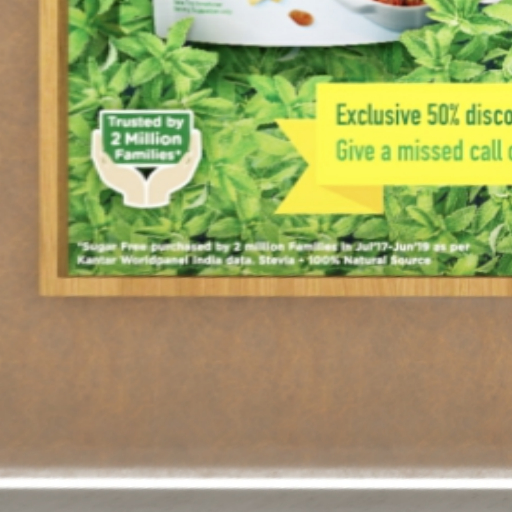 Exclusive 50% disco
Give a missed call
Trusted by
2 Million
Families*
*Sugar Free purchased by 2 million Families in Jul'17-Jun'19 as per
Kantar Worldpanel India data. Stevia - 100% Natural Source